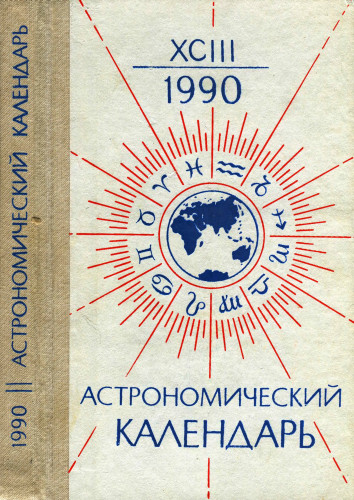 1990 || АСТРОНОМИЧЕСКИЙ КАЛЕНДАРЬ
XCIII
1990
АСТРОНОМИЧЕСКИЙ
КАЛЕНДАРЬ